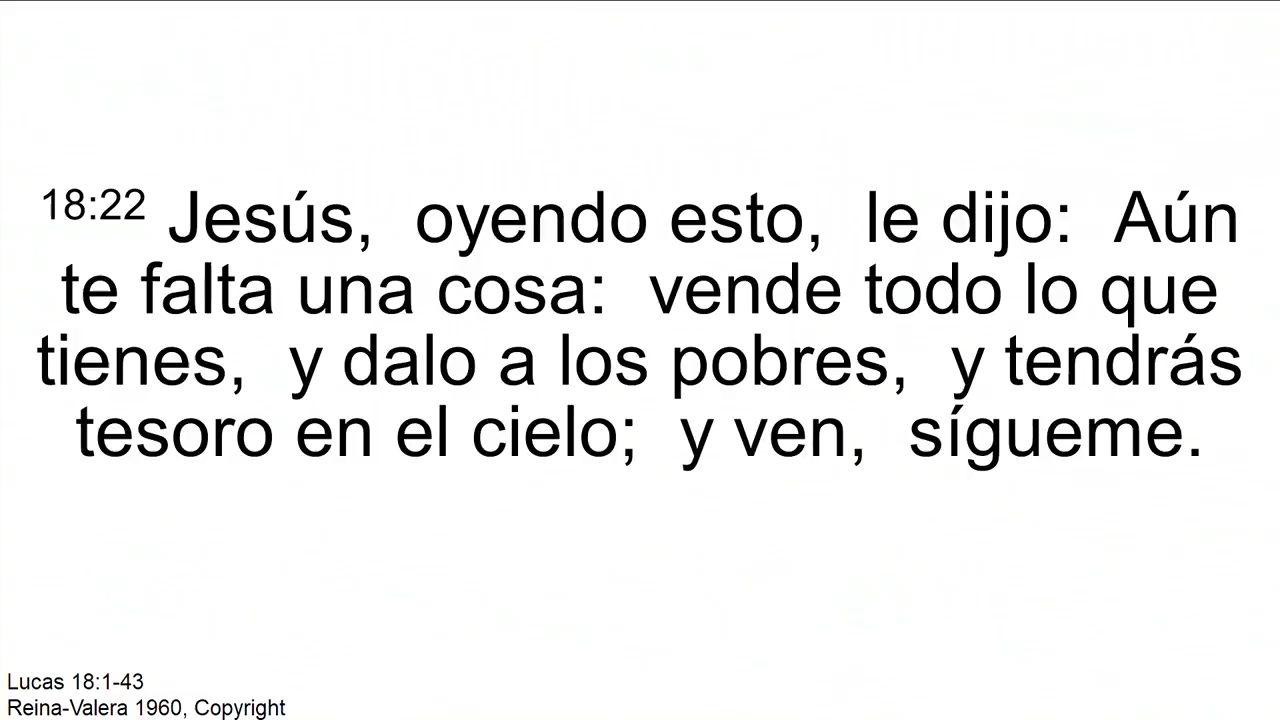 18:22 Jesús,  oyendo esto,  le dijo:  Aún
te falta una cosa:  vende todo lo que
tienes,  y dalo a los pobres,  y tendrás
tesoro en el cielo;  y ven,  sígueme.
Lucas 18:1-43
Reina-Valera 1960, Copyright